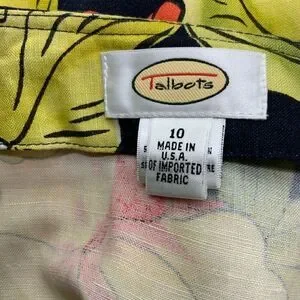 Talbots
10
MADE IN
U.S.A.
OF IMPORTED
FABRIC